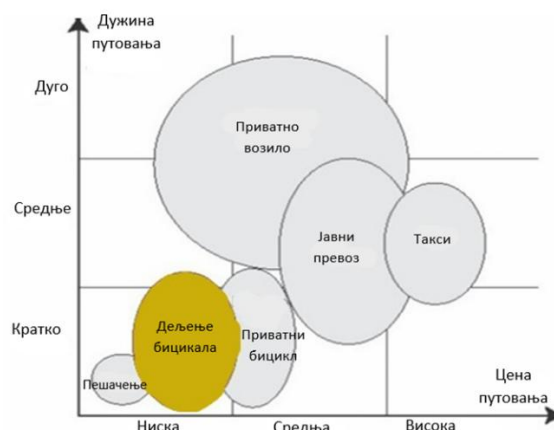 Дужина
путовања
Дуго
Приватно
возило
Средње
Јавни
превоз
Такси
Кратко
Дељење
бицикала
Приватни
бицикл
Пешачење
Цена
путовања
Ниска
Средња
Висока